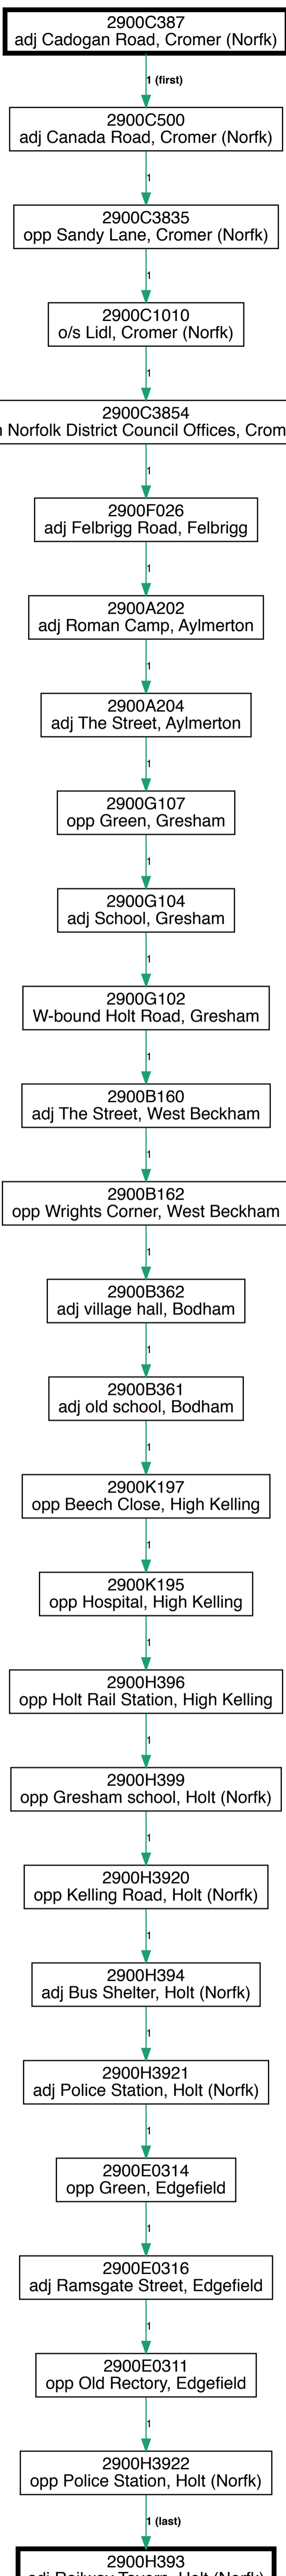 2900C387
adj Cadogan Road, Cromer (Norfk)
1 (first)
2900C500
adj Canada Road, Cromer (Norfk)
1
2900C3835
opp Sandy Lane, Cromer (Norfk)
1
2900C1010
o/s Lidl, Cromer (Norfk)
1
2900C3854
Norfolk District Council Offices,
1
2900F026
adj Felbrigg Road, Felbrigg
1
2900A202
adj Roman Camp, Aylmerton
1
2900A204
adj The Street, Aylmerton
1
2900G107
opp Green, Gresham
1
2900G104
adj School, Gresham
1
2900G102
W-bound Holt Road, Gresham
1
2900B160
adj The Street, West Beckham
1
2900B162
opp Wrights Corner, West Beckham
1
2900B362
adj village hall, Bodham
1
2900B361
adj old school, Bodham
1
2900K197
opp Beech Close, High Kelling
1
2900K195
opp Hospital, High Kelling
1
2900H396
opp Holt Rail Station, High Kelling
1
2900H399
opp Gresham school, Holt (Norfk)
1
2900H3920
opp Kelling Road, Holt (Norfk)
1
2900H394
adj Bus Shelter, Holt (Norfk)
1
2900H3921
adj Police Station, Holt (Norfk)
1
2900E0314
opp Green, Edgefield
1
2900E0316
adj Ramsgate Street, Edgefield
1
2900E0311
opp Old Rectory, Edgefield
1
2900H3922
opp Police Station, Holt (Norfk)
1 (last)
2900H393
adj Railway Tavern, Holt (Norfk)